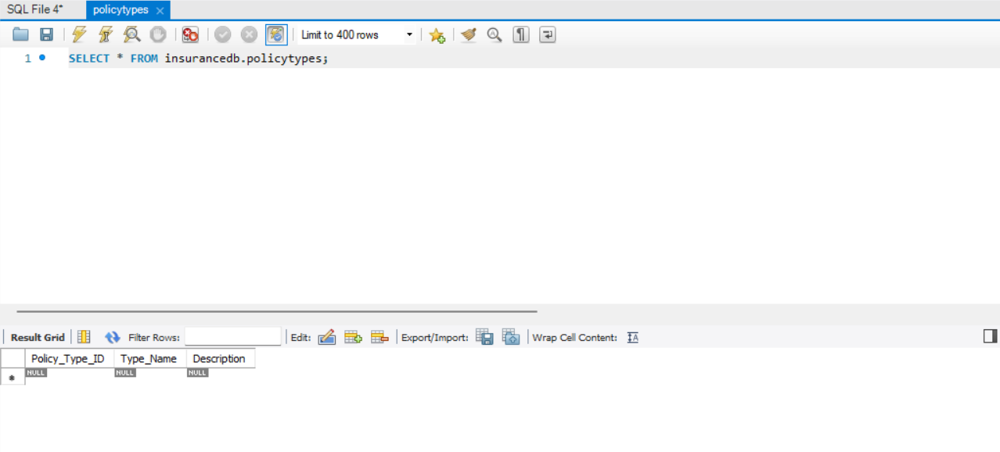 SQL File 4* policytypes
Limit to 400 rows
1 SELECT * FROM insurancedb.policytypes;
Result Grid Filter Rows: Edit: Export/Import: Wrap Cell Content:
Policy_Type_ID Type_Name Description
NULL NULL NULL